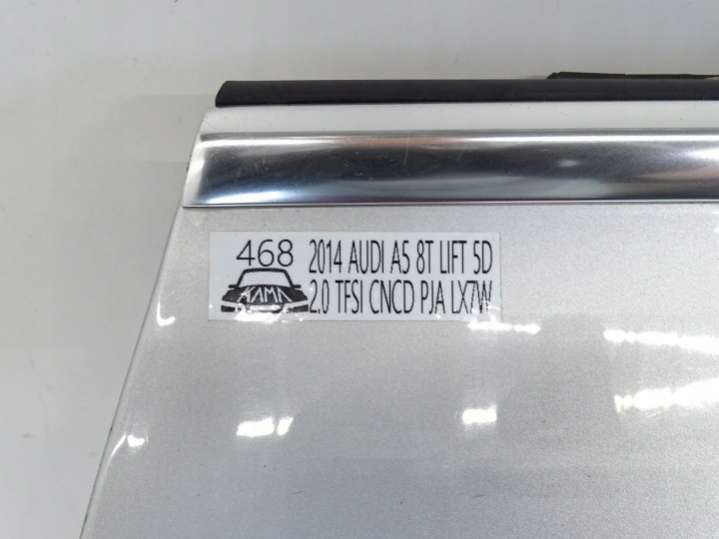 468
KAMA
2014 AUDI A5 8T LIFT 5D
2.0 TFSI CNCD PJA LX7W